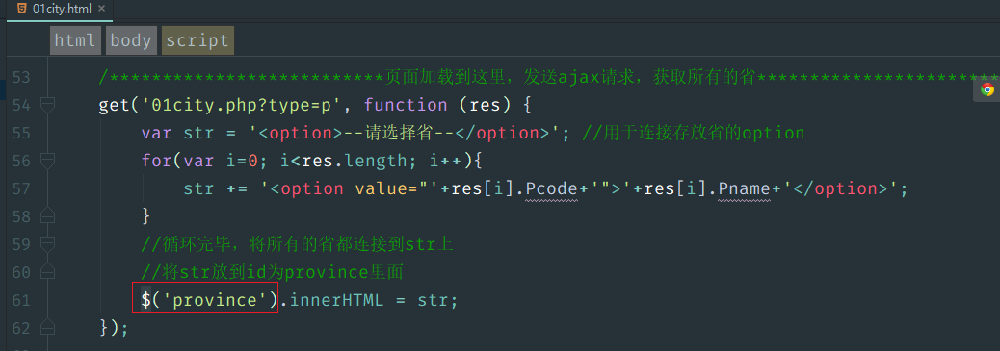 01city.html ×
html body script
53 /**************************页面加载到这里，发送ajax请求，获取所有的省***********************
54 get('01city.php?type=p', function (res) {
55 var str = '<option>--请选择省--</option>'; //用于连接存放省的option
56 for(var i=0; i<res.length; i++){
57 str += '<option value="'+res[i].Pcode+'">'+res[i].Pname+'</option>';
58 }
59 //循环完毕，将所有的省都连接到str上
60 //将str放到id为province里面
61 $('province').innerHTML = str;
62 });